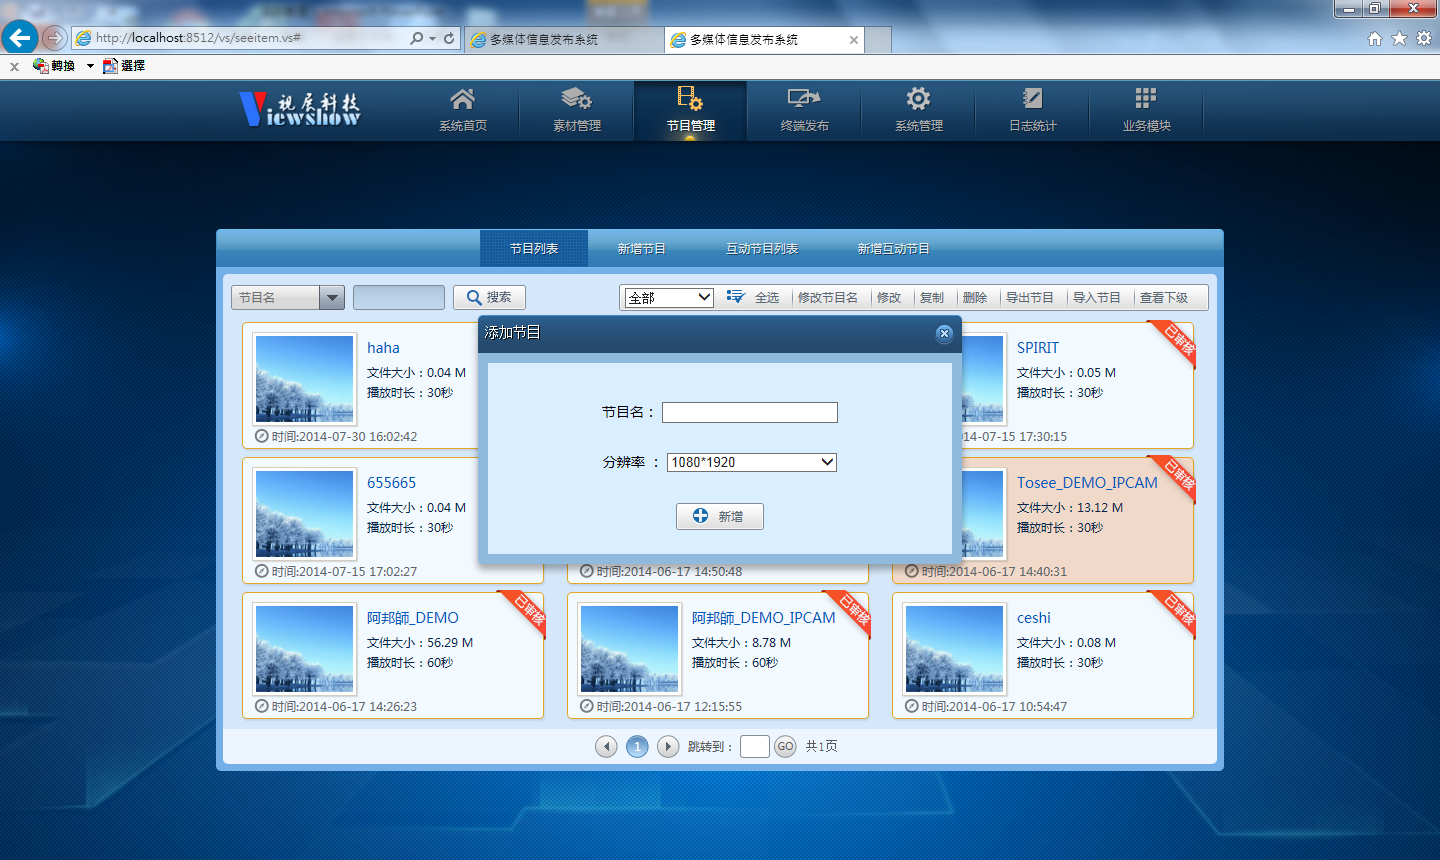 http://localhost:8512/vs/seeitem.vs#
多媒体信息发布系统
多媒体信息发布系统
x 轉換 選擇
视展科技
Viewshow
系统首页 素材管理 节目管理 终端发布 系统管理 日志统计 业务模块
节目列表 新增节目 互动节目列表 新增互动节目
节目名 搜索 全部 全选 修改节目名 修改 复制 删除 导出节目 导入节目 查看下级
添加节目
节目名：
分辨率 ： 1080*1920
新增
haha
文件大小：0.04 M
播放时长：30秒
时间:2014-07-30 16:02:42
SPIRIT
文件大小：0.05 M
播放时长：30秒
14-07-15 17:30:15
已审核
655665
文件大小：0.04 M
播放时长：30秒
时间:2014-07-15 17:02:27
时间:2014-06-17 14:50:48
Tosee_DEMO_IPCAM
文件大小：13.12 M
播放时长：30秒
时间:2014-06-17 14:40:31
已审核
阿邦師_DEMO
文件大小：56.29 M
播放时长：60秒
时间:2014-06-17 14:26:23
已审核
阿邦師_DEMO_IPCAM
文件大小：8.78 M
播放时长：60秒
时间:2014-06-17 12:15:55
已审核
ceshi
文件大小：0.08 M
播放时长：30秒
时间:2014-06-17 10:54:47
已审核
1 跳转到： GO 共1页